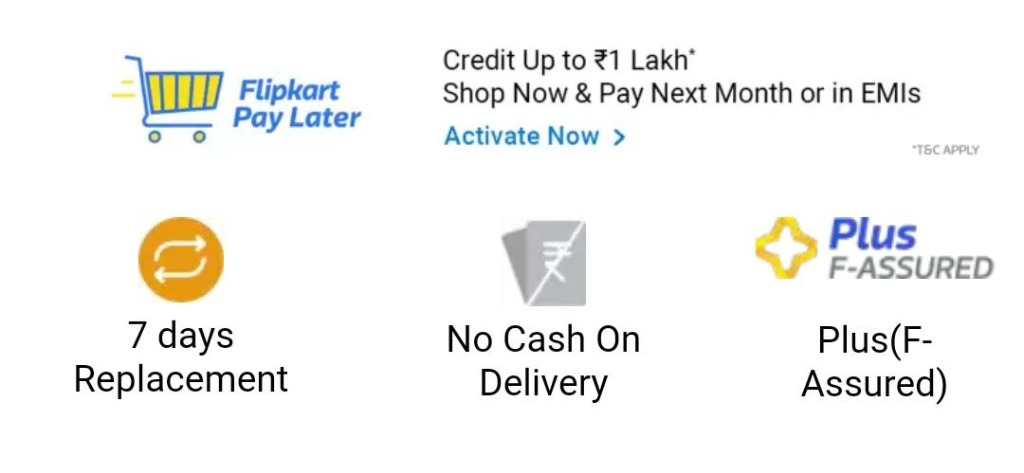 Flipkart
Pay Later
Credit Up to ₹1 Lakh*
Shop Now & Pay Next Month or in EMIs
Activate Now >
*T&C APPLY
₹
Plus
F-ASSURED
7 days
Replacement
No Cash On
Delivery
Plus(F-
Assured)